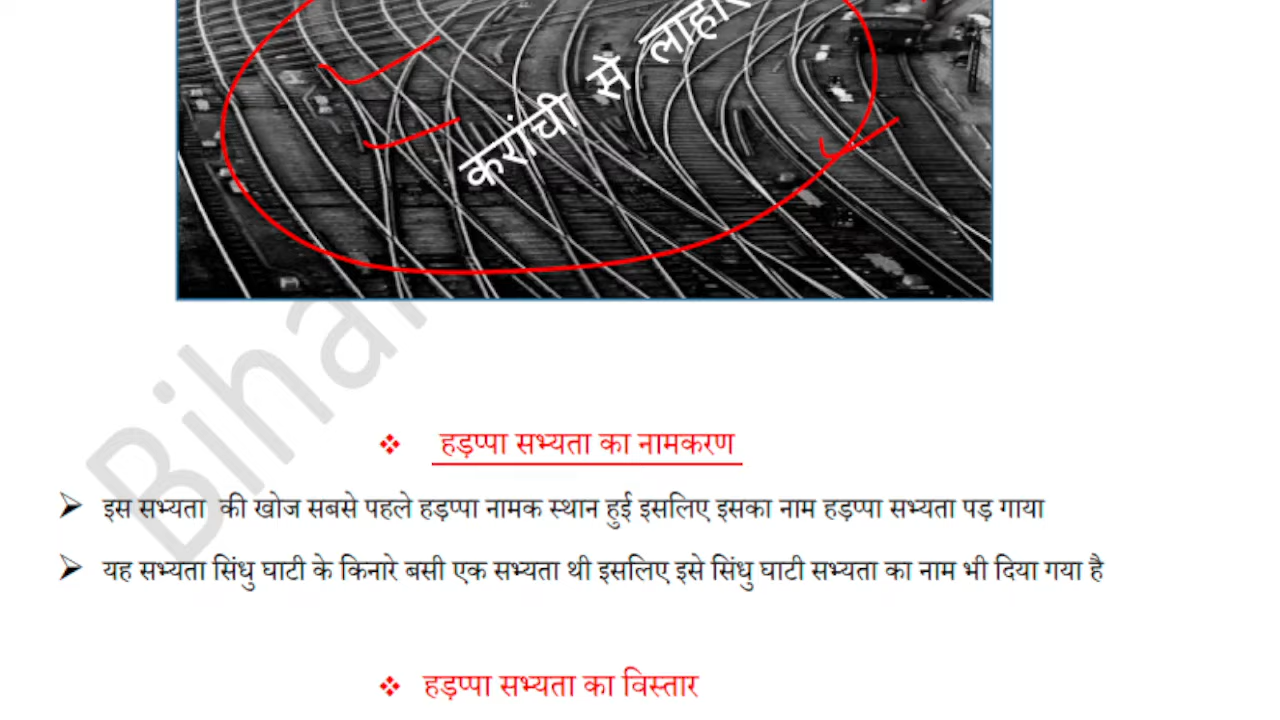 करांची से लाहौर
Bihar
❖ हड़प्पा सभ्यता का नामकरण
➢ इस सभ्यता की खोज सबसे पहले हड़प्पा नामक स्थान हुई इसलिए इसका नाम हड़प्पा सभ्यता पड़ गाया
➢ यह सभ्यता सिंधु घाटी के किनारे बसी एक सभ्यता थी इसलिए इसे सिंधु घाटी सभ्यता का नाम भी दिया गया है
❖ हड़प्पा सभ्यता का विस्तार